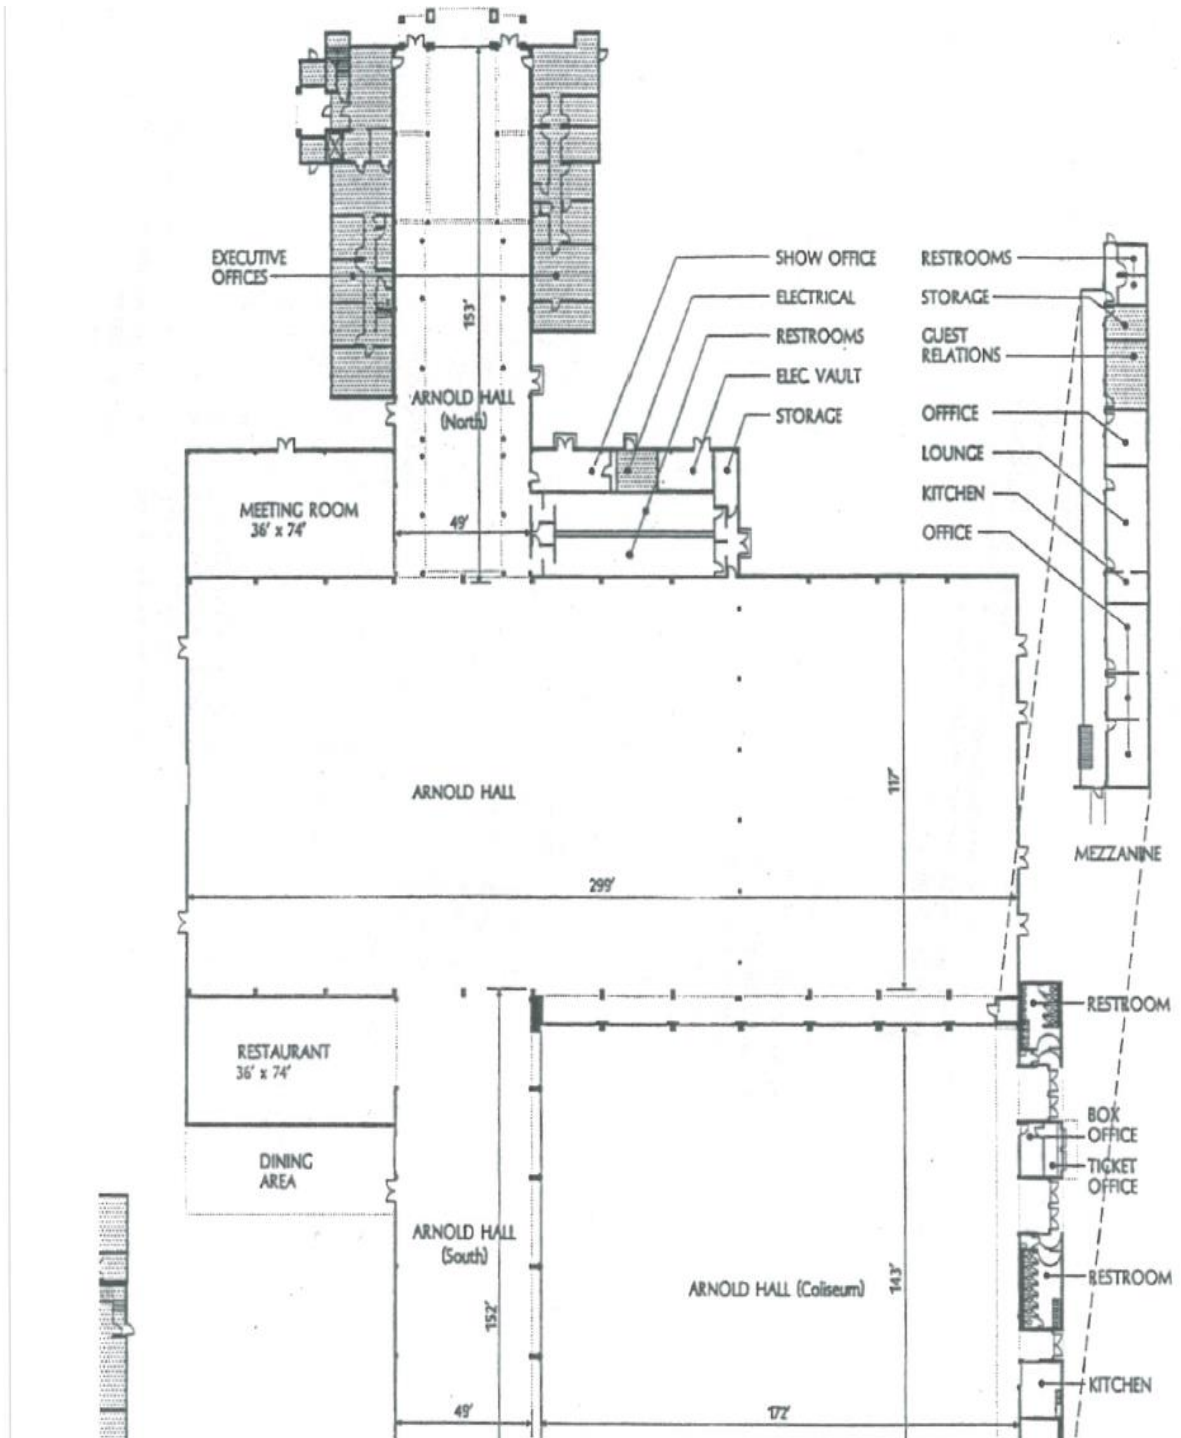 EXECUTIVE
OFFICES
153'
ARNOLD HALL
(North)
SHOW OFFICE
ELECTRICAL
RESTROOMS
ELEC. VAULT
STORAGE
RESTROOMS
STORAGE
GUEST
RELATIONS
OFFFICE
LOUNGE
KITCHEN
OFFICE
MEETING ROOM
36' x 74'
49'
ARNOLD HALL
117'
MEZZANINE
299'
RESTAURANT
36' x 74'
DINING
AREA
RESTROOM
BOX
OFFICE
TICKET
OFFICE
ARNOLD HALL
(South)
152'
ARNOLD HALL (Coliseum)
143'
RESTROOM
KITCHEN
49'
172'